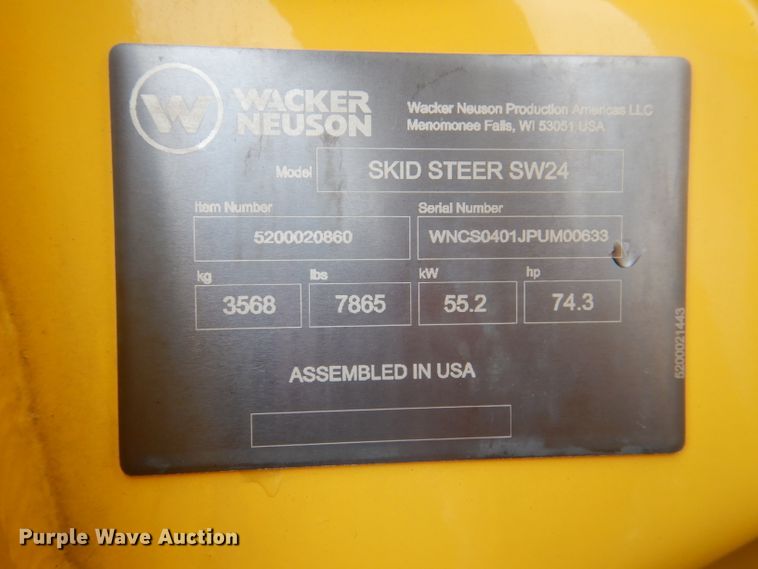 W
WACKER
NEUSON
Wacker Neuson Production Americas LLC
Menomonee Falls, WI 53051 USA
Model SKID STEER SW24
Item Number Serial Number
5200020860 WNCS0401JPUM00633
kg lbs kW hp
3568 7865 55.2 74.3
ASSEMBLED IN USA
5200021443
Purple Wave Auction